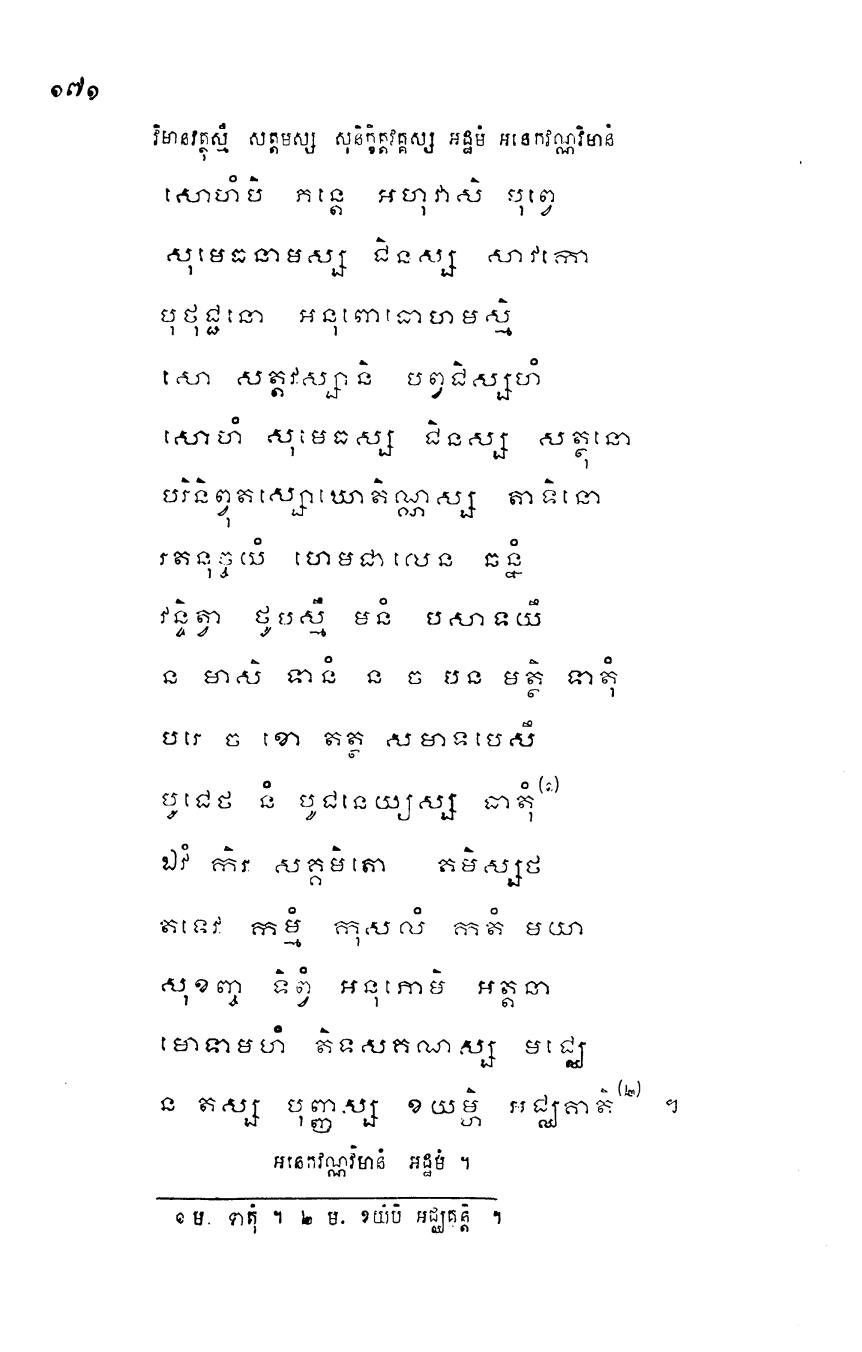 ១៧១
វិមានវត្ថុស្មឹ សត្តមស្ស សុនិក្ខិត្តវគ្គស្ស អដ្ឋមំ អនេកវណ្ណវិមានំ
សោហំបិ ភន្តេ អហុវាសិ បុព្វេ
សុមេធនាមស្ស ជិនស្ស សាវកោ
បុថុជ្ជនោ អនុពោធោហមស្មិ
សោ សត្តវស្សានិ បព្វជិស្សហំ
សោហំ សុមេធស្ស ជិនស្ស សត្ថុនោ
បរិនិព្វុតស្សោឃោតិណ្ណស្ស តាទិនោ
រតនុច្ចយំ ហេមជាលេន ឆន្នំ
វន្ទិត្វា ថូបស្មឹ មនំ បសាទយឹ
ន មាសិ ទានំ ន ច បន មត្ថិ ទាតុំ
បរេ ច ខោ តត្ថ សមាទបេសឹ
បូជេថ នំ បូជនេយ្យស្ស ធាតុំ(១)
ឯវំ កិរ សគ្គមិតោ គមិស្សថ
តទេវ កម្មំ កុសលំ កតំ មយា
សុខញ្ច ទិព្វំ អនុភោមិ អត្តនា
មោទាមហំ តិទសគណស្ស មជ្ឈេ
ន តស្ស បុញ្ញស្ស ខយម្ហិ អជ្ឈគាតិ(២) ។
អនេកវណ្ណវិមានំ អដ្ឋមំ ។
១ ម. ទាតុំ ។ ២ ម. ខយំបិ អជ្ឈគន្តិ ។